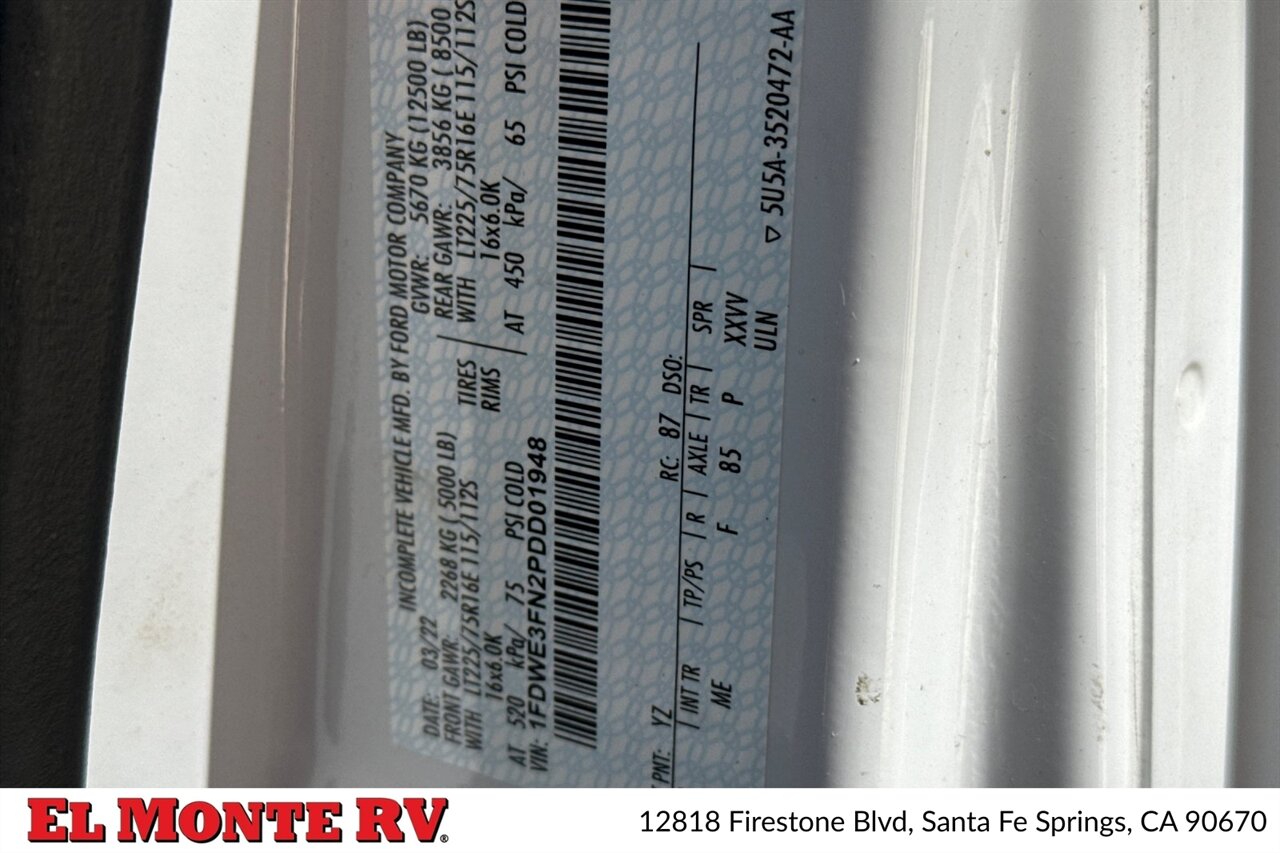 INCOMPLETE VEHICLE MFD. BY FORD MOTOR COMPANY
DATE: 03/22 GVWR: 5670 KG (12500 LB)
FRONT GAWR: 2268 KG ( 5000 LB) REAR GAWR: 3856 KG ( 8500
WITH LT225/75R16E 115/112S TIRES WITH LT225/75R16E 115/112S
16x6.0K RIMS 16x6.0K
AT 520 kPa/ 75 PSI COLD AT 450 kPa/ 65 PSI COLD
VIN: 1FDWE3FN2PDD01948
PNT: YZ RC: 87 DSO:
INT TR TP/PS R AXLE TR SPR
ME F 85 P XXVV
ULN
▽ 5U5A-3520472-AA
EL MONTE RV®
12818 Firestone Blvd, Santa Fe Springs, CA 90670